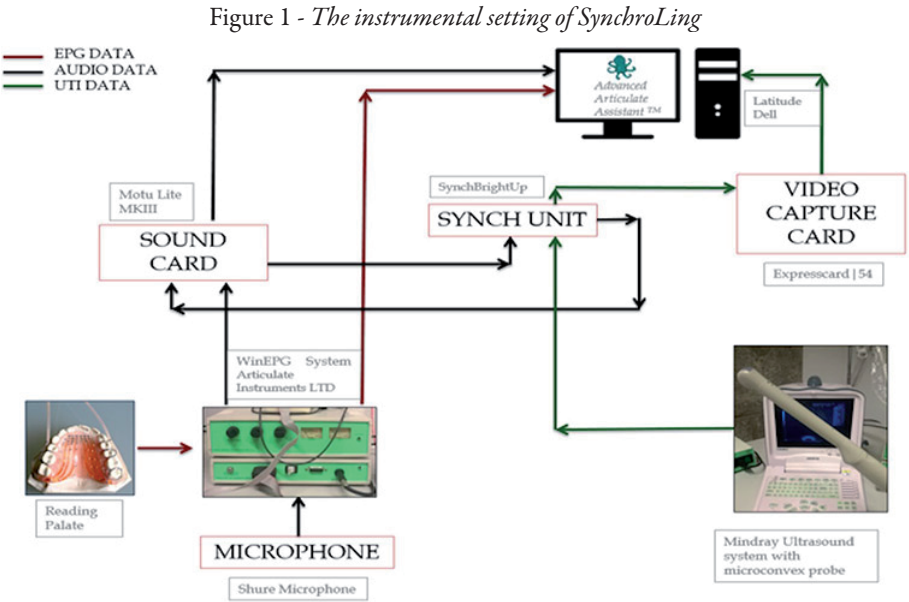 Figure 1 - The instrumental setting of SynchroLing
EPG DATA
AUDIO DATA
UTI DATA
Advanced
Articulate
Assistant™
Latitude
Dell
Motu Lite
MKIII
SynchBrightUp
VIDEO
CAPTURE
CARD
SYNCH UNIT
SOUND
CARD
Expresscard|54
WinEPG System
Articulate
Instruments LTD
Reading
Palate
MICROPHONE
Mindray Ultrasound
system with
microconvex probe
Shure Microphone